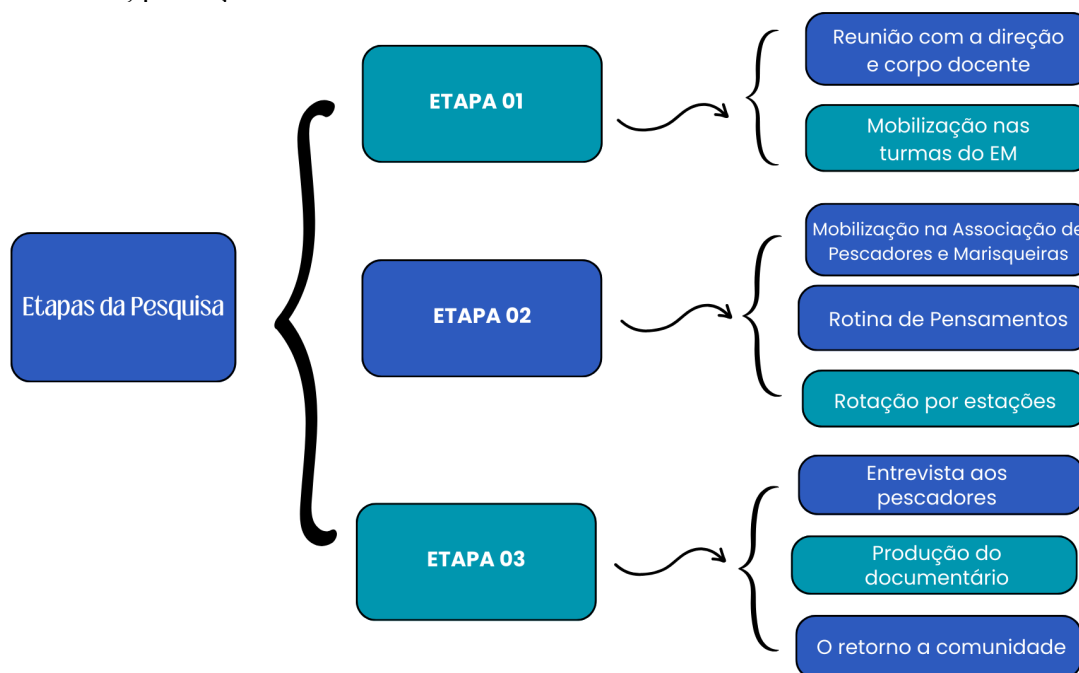 Etapas da Pesquisa
ETAPA 01
Reunião com a direção
e corpo docente
Mobilização nas
turmas do EM
ETAPA 02
Mobilização na Associação de
Pescadores e Marisqueiras
Rotina de Pensamentos
Rotação por estações
ETAPA 03
Entrevista aos
pescadores
Produção do
documentário
O retorno a comunidade